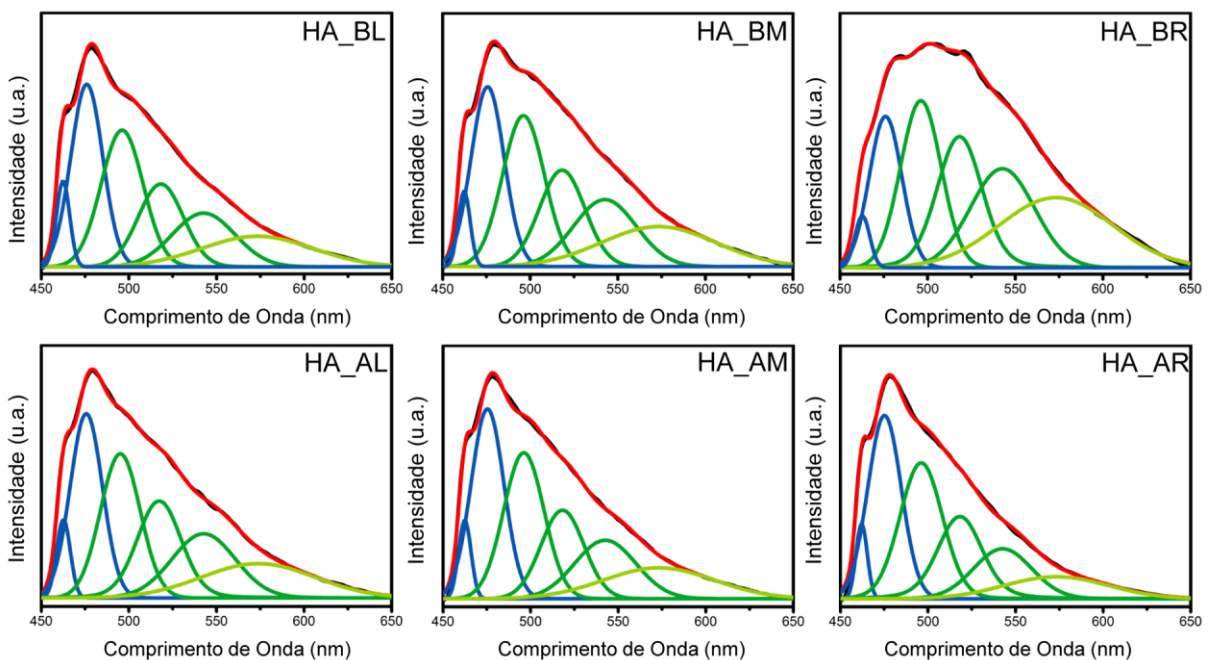 HA_BL
Intensidade (u.a.)
450 500 550 600 650
Comprimento de Onda (nm)
HA_BM
Intensidade (u.a.)
450 500 550 600 650
Comprimento de Onda (nm)
HA_BR
Intensidade (u.a.)
450 500 550 600 650
Comprimento de Onda (nm)
HA_AL
Intensidade (u.a.)
450 500 550 600 650
Comprimento de Onda (nm)
HA_AM
Intensidade (u.a.)
450 500 550 600 650
Comprimento de Onda (nm)
HA_AR
Intensidade (u.a.)
450 500 550 600 650
Comprimento de Onda (nm)